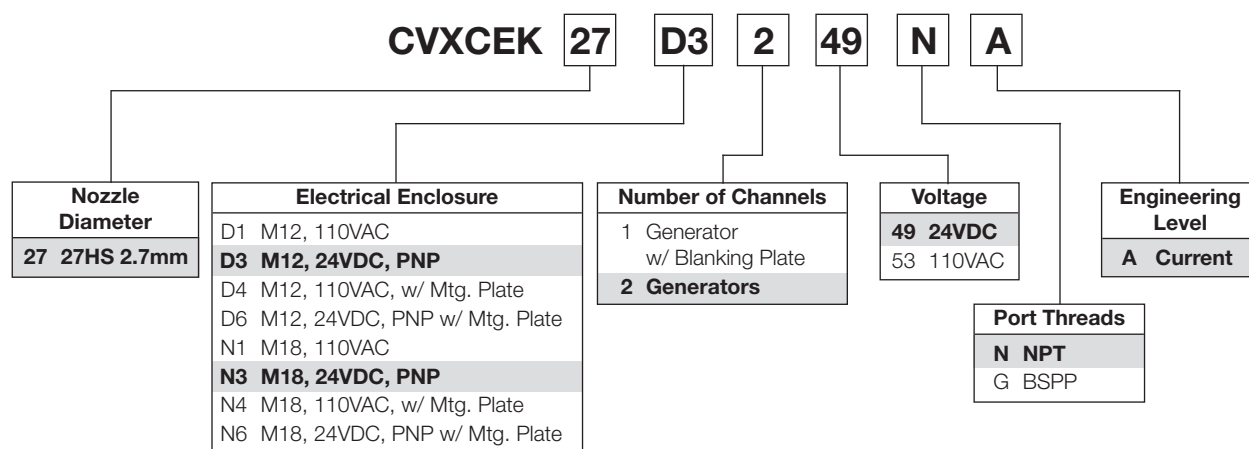 CVXCEK 27 D3 2 49 N A
Nozzle
Diameter
27 27HS 2.7mm
Electrical Enclosure
D1 M12, 110VAC
D3 M12, 24VDC, PNP
D4 M12, 110VAC, w/ Mtg. Plate
D6 M12, 24VDC, PNP w/ Mtg. Plate
N1 M18, 110VAC
N3 M18, 24VDC, PNP
N4 M18, 110VAC, w/ Mtg. Plate
N6 M18, 24VDC, PNP w/ Mtg. Plate
Number of Channels
1 Generator
w/ Blanking Plate
2 Generators
Voltage
49 24VDC
53 110VAC
Port Threads
N NPT
G BSPP
Engineering
Level
A Current